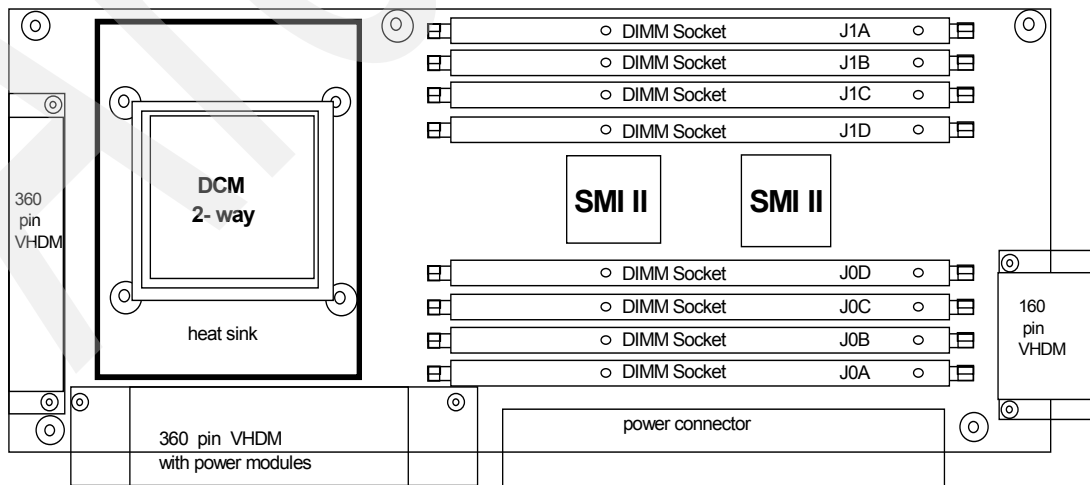 DIMM Socket J1A
DIMM Socket J1B
DIMM Socket J1C
DIMM Socket J1D
DCM
2- way
SMI II
SMI II
360
pin
VHDM
DIMM Socket J0D
DIMM Socket J0C
DIMM Socket J0B
DIMM Socket J0A
heat sink
160
pin
VHDM
power connector
360 pin VHDM
with power modules